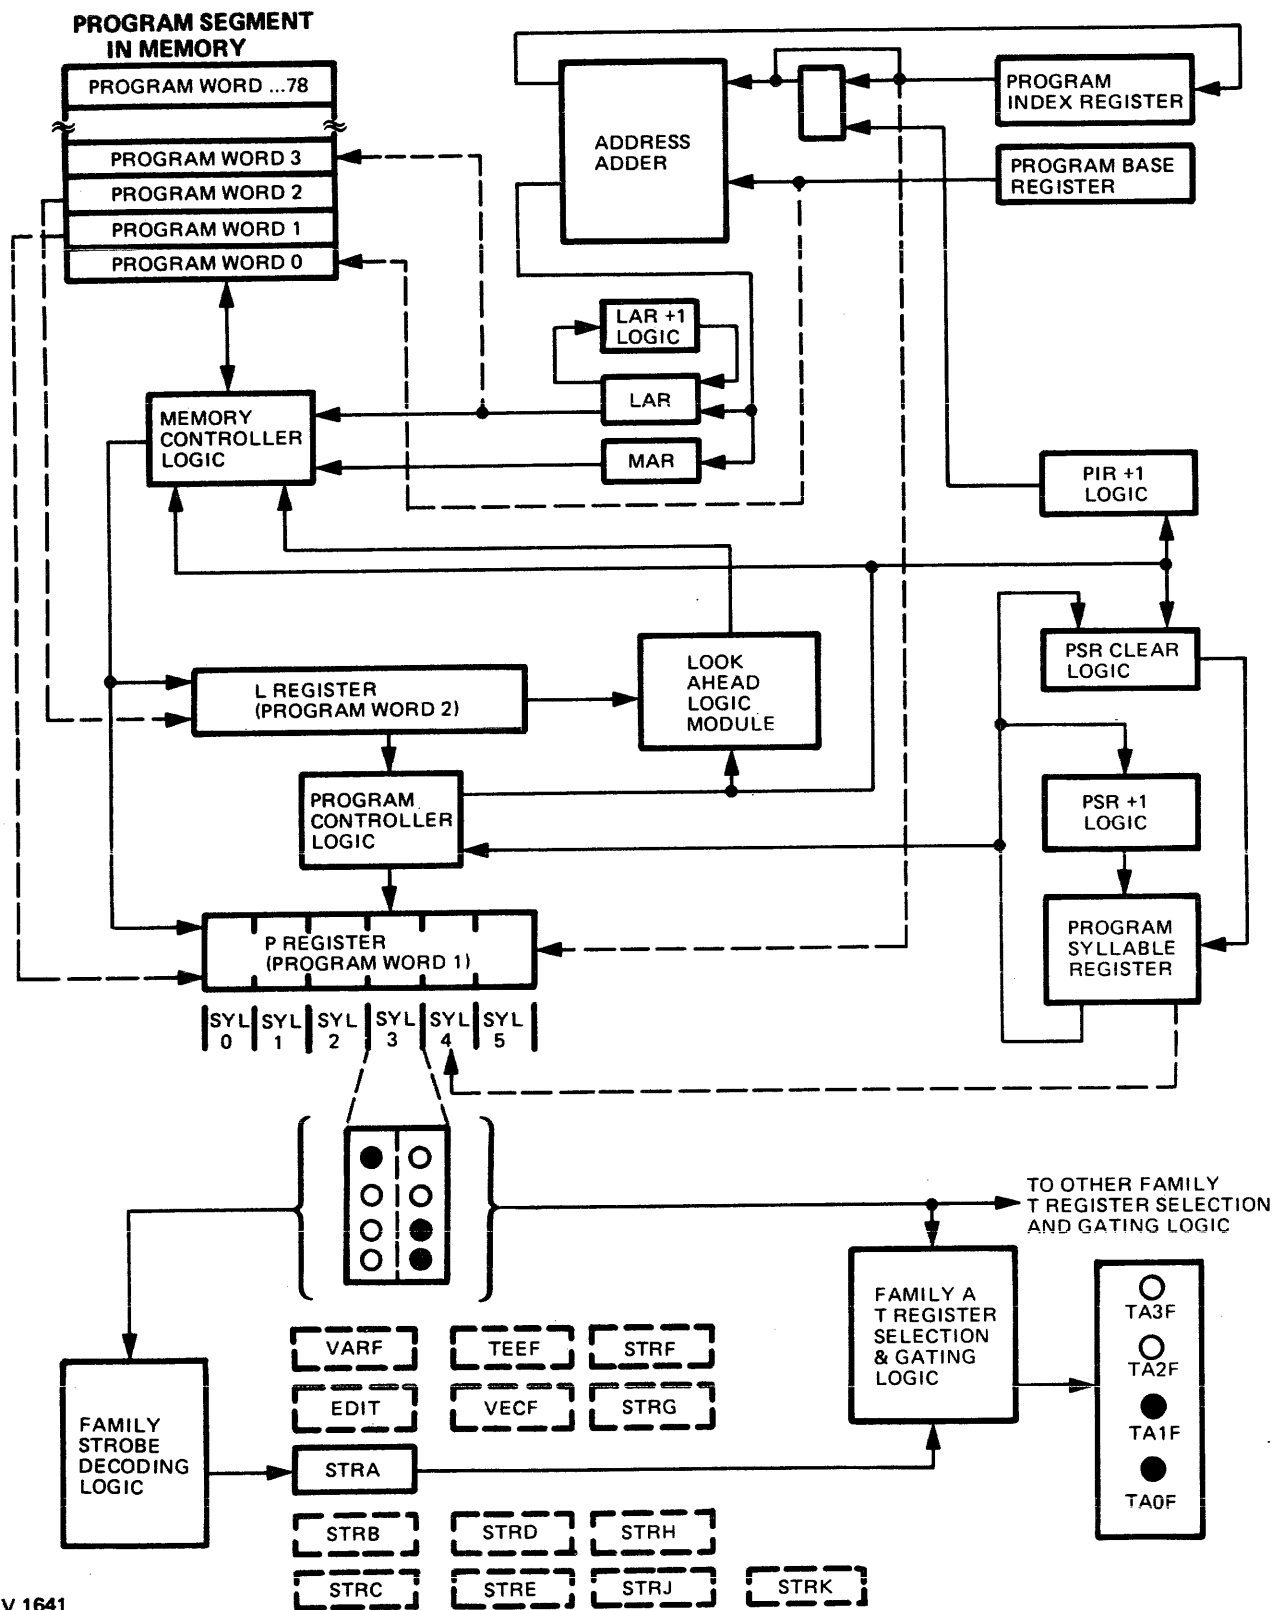 PROGRAM SEGMENT
IN MEMORY
PROGRAM WORD ...78
PROGRAM WORD 3
PROGRAM WORD 2
PROGRAM WORD 1
PROGRAM WORD 0
ADDRESS
ADDER
PROGRAM
INDEX REGISTER
PROGRAM BASE
REGISTER
LAR +1
LOGIC
LAR
MAR
MEMORY
CONTROLLER
LOGIC
PIR +1
LOGIC
PSR CLEAR
LOGIC
L REGISTER
(PROGRAM WORD 2)
LOOK
AHEAD
LOGIC
MODULE
PROGRAM
CONTROLLER
LOGIC
PSR +1
LOGIC
P REGISTER
(PROGRAM WORD 1)
PROGRAM
SYLLABLE
REGISTER
SYL SYL SYL SYL SYL SYL
0 1 2 3 4 5
TO OTHER FAMILY
T REGISTER SELECTION
AND GATING LOGIC
FAMILY A
T REGISTER
SELECTION
& GATING
LOGIC
TA3F
TA2F
TA1F
TA0F
FAMILY
STROBE
DECODING
LOGIC
VARF TEEF STRF
EDIT VECF STRG
STRA
STRB STRD STRH
STRC STRE STRJ STRK
V 1641